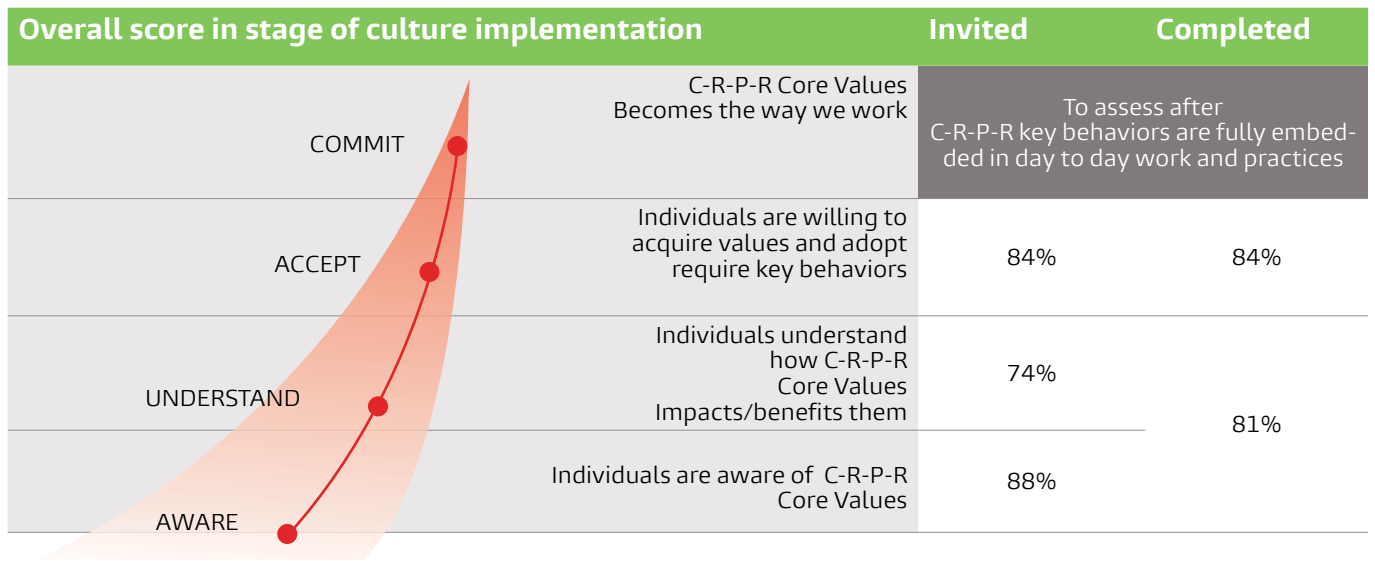 Overall score in stage of culture implementation
Invited
Completed
COMMIT
C-R-P-R Core Values
Becomes the way we work
To assess after
C-R-P-R key behaviors are fully embed-
ded in day to day work and practices
ACCEPT
Individuals are willing to
acquire values and adopt
require key behaviors
84%
84%
UNDERSTAND
Individuals understand
how C-R-P-R
Core Values
Impacts/benefits them
74%
81%
AWARE
Individuals are aware of  C-R-P-R
Core Values
88%